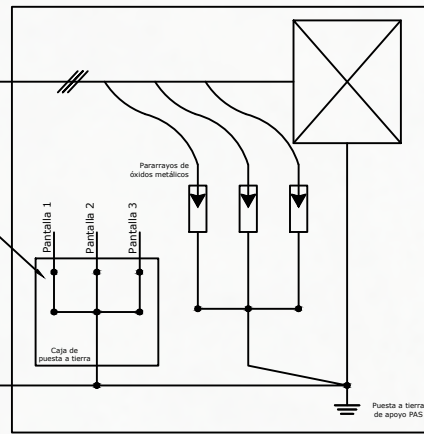 Pararrayos de
óxidos metálicos
Pantalla 1
Pantalla 2
Pantalla 3
Caja de
puesta a tierra
Puesta a tierra
de apoyo PAS